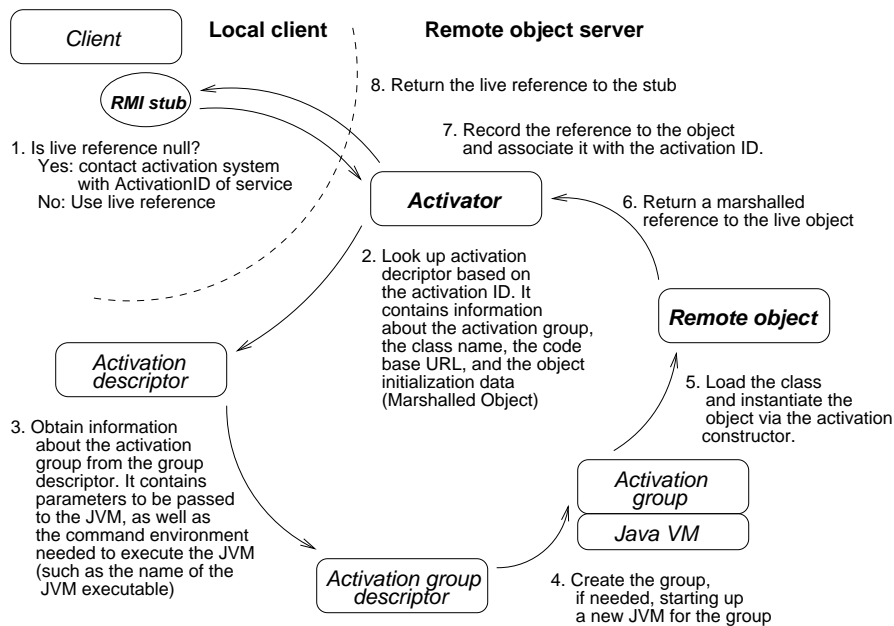 Client
Local client
Remote object server
RMI stub
8. Return the live reference to the stub
1. Is live reference null?
Yes: contact activation system
with ActivationID of service
No: Use live reference
7. Record the reference to the object
and associate it with the activation ID.
Activator
6. Return a marshalled
reference to the live object
2. Look up activation
decriptor based on
the activation ID. It
contains information
about the activation group,
the class name, the code
base URL, and the object
initialization data
(Marshalled Object)
Remote object
Activation
descriptor
5. Load the class
and instantiate the
object via the activation
constructor.
3. Obtain information
about the activation
group from the group
descriptor. It contains
parameters to be passed
to the JVM, as well as
the command environment
needed to execute the JVM
(such as the name of the
JVM executable)
Activation
group
Java VM
Activation group
descriptor
4. Create the group,
if needed, starting up
a new JVM for the group